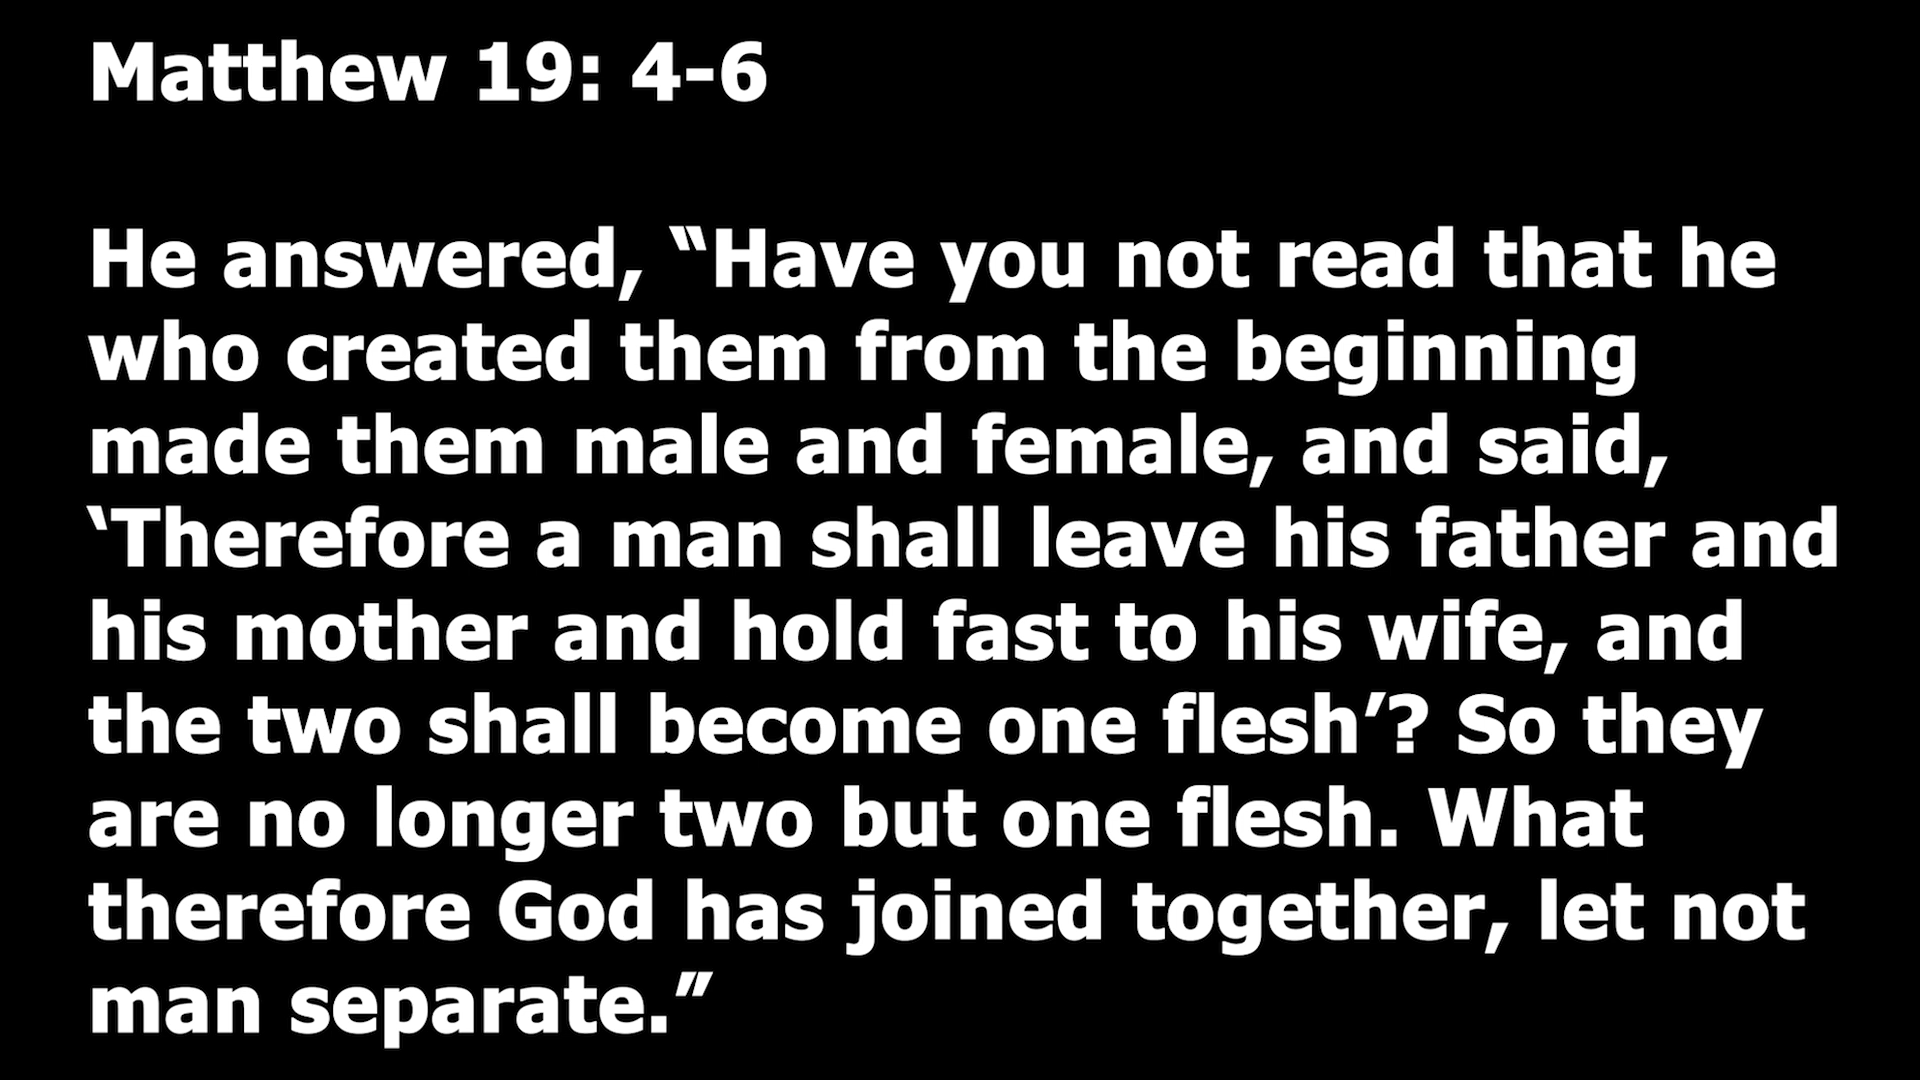 Matthew 19: 4-6
He answered, “Have you not read that he
who created them from the beginning
made them male and female, and said,
‘Therefore a man shall leave his father and
his mother and hold fast to his wife, and
the two shall become one flesh’? So they
are no longer two but one flesh. What
therefore God has joined together, let not
man separate.”